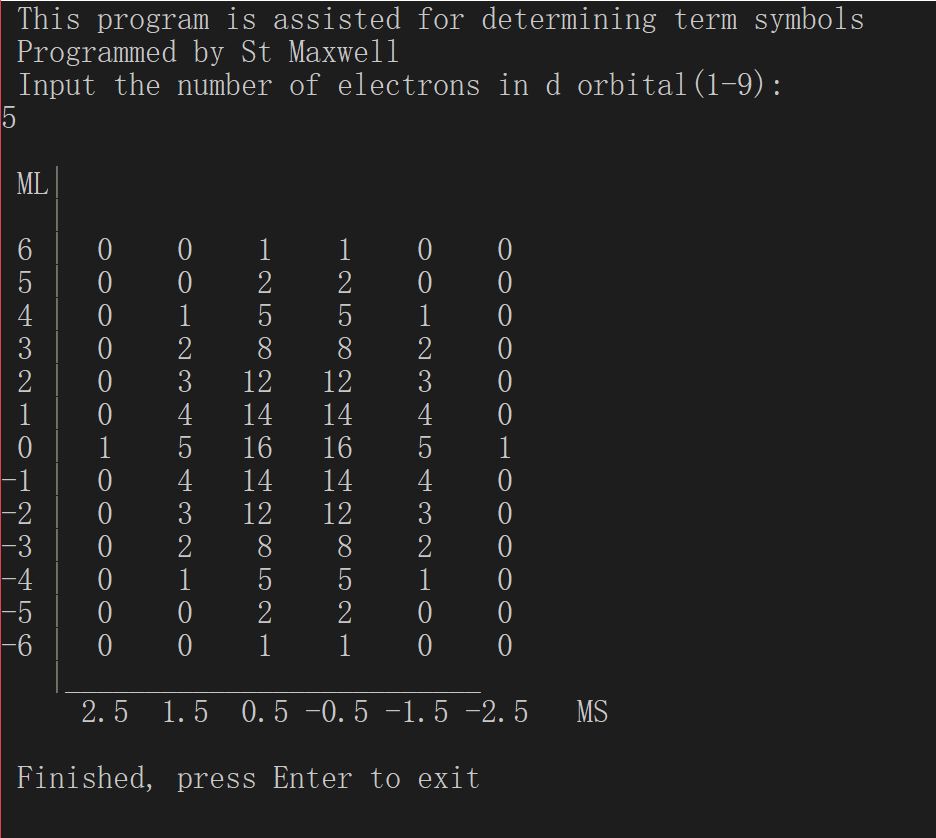 This program is assisted for determining term symbols
Programmed by St Maxwell
Input the number of electrons in d orbital(1-9):
5
ML|
|
6 | 0 0 1 1 0 0
5 | 0 0 2 2 0 0
4 | 0 1 5 5 1 0
3 | 0 2 8 8 2 0
2 | 0 3 12 12 3 0
1 | 0 4 14 14 4 0
0 | 1 5 16 16 5 1
-1 | 0 4 14 14 4 0
-2 | 0 3 12 12 3 0
-3 | 0 2 8 8 2 0
-4 | 0 1 5 5 1 0
-5 | 0 0 2 2 0 0
-6 | 0 0 1 1 0 0
|__________________________
2.5 1.5 0.5 -0.5 -1.5 -2.5 MS
Finished, press Enter to exit